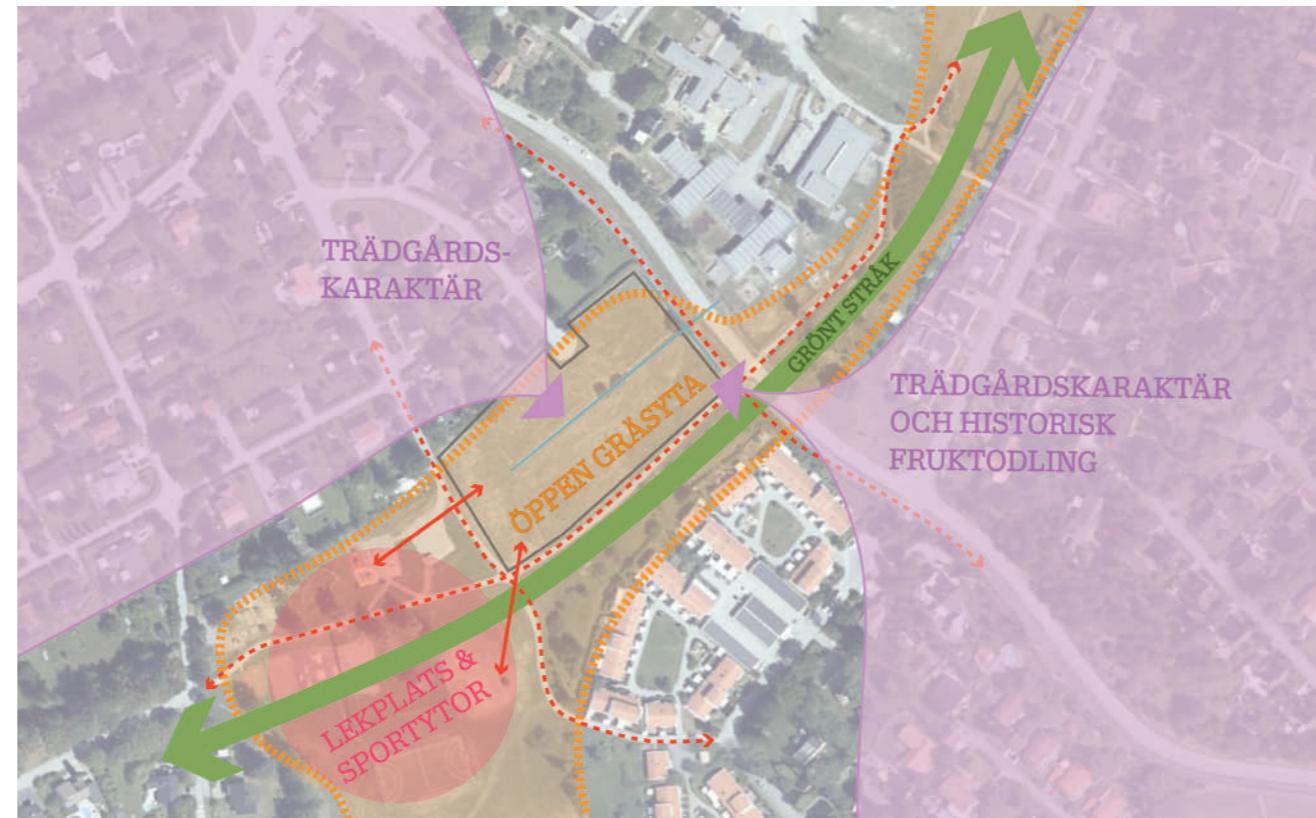 TRÄDGÅRDS-
KARAKTÄR
GRÖNT STRÅK
TRÄDGÅRDSKARAKTÄR
OCH HISTORISK
FRUKTODLING
ÖPPEN GRÄSYTA
LEKPLATS &
SPORTYTOR